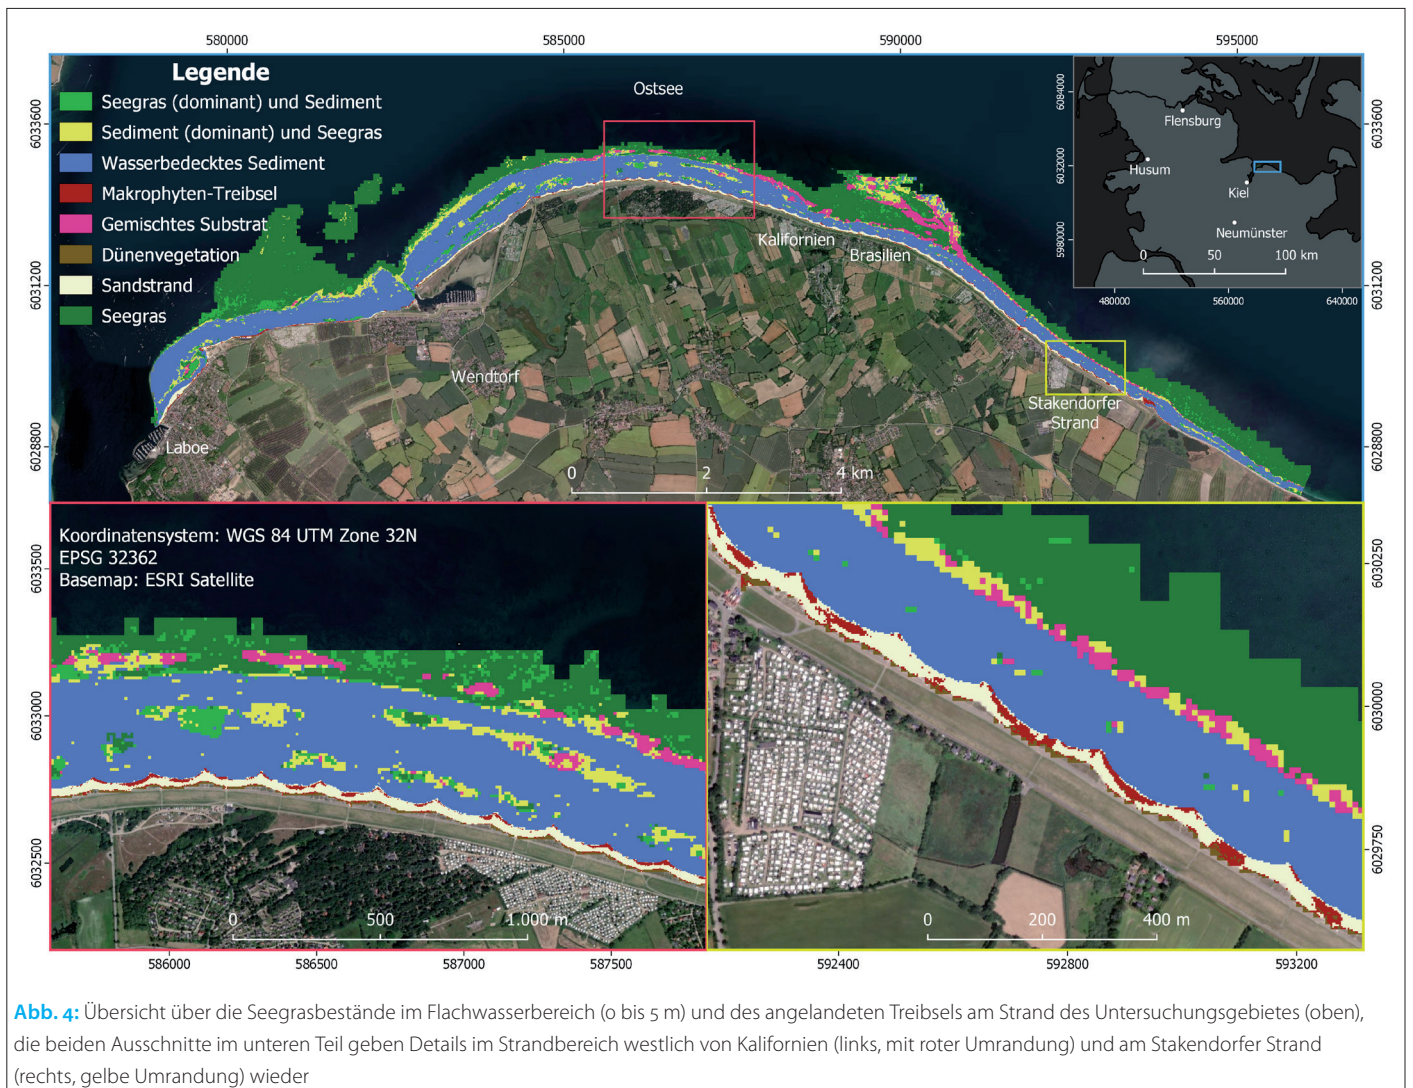 580000
585000
590000
595000
Legende
Seegras (dominant) und Sediment
Sediment (dominant) und Seegras
Wasserbedecktes Sediment
Makrophyten-Treibsel
Gemischtes Substrat
Dünenvegetation
Sandstrand
Seegras
Ostsee
Kalifornien
Brasilien
Wendtorf
Laboe
Stakendorfer
Strand
0 2 4 km
6033600
6031200
6028800
6033600
6031200
6028800
Flensburg
Husum
Kiel
Neumünster
0 50 100 km
6084000
6032000
5980000
480000 560000 640000
Koordinatensystem: WGS 84 UTM Zone 32N
EPSG 32362
Basemap: ESRI Satellite
6033500
6033000
6032500
0 500 1.000 m
586000 586500 587000 587500
0 200 400 m
6030250
6030000
6029750
592400 592800 593200
Abb. 4: Übersicht über die Seegrasbestände im Flachwasserbereich (0 bis 5 m) und des angelandeten Treibsels am Strand des Untersuchungsgebietes (oben),
die beiden Ausschnitte im unteren Teil geben Details im Strandbereich westlich von Kalifornien (links, mit roter Umrandung) und am Stakendorfer Strand
(rechts, gelbe Umrandung) wieder